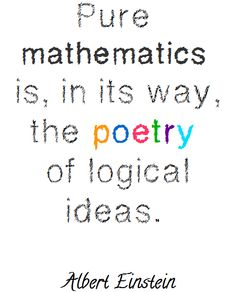 Pure
mathematics
is, in its way,
the poetry
of logical
ideas.
Albert Einstein